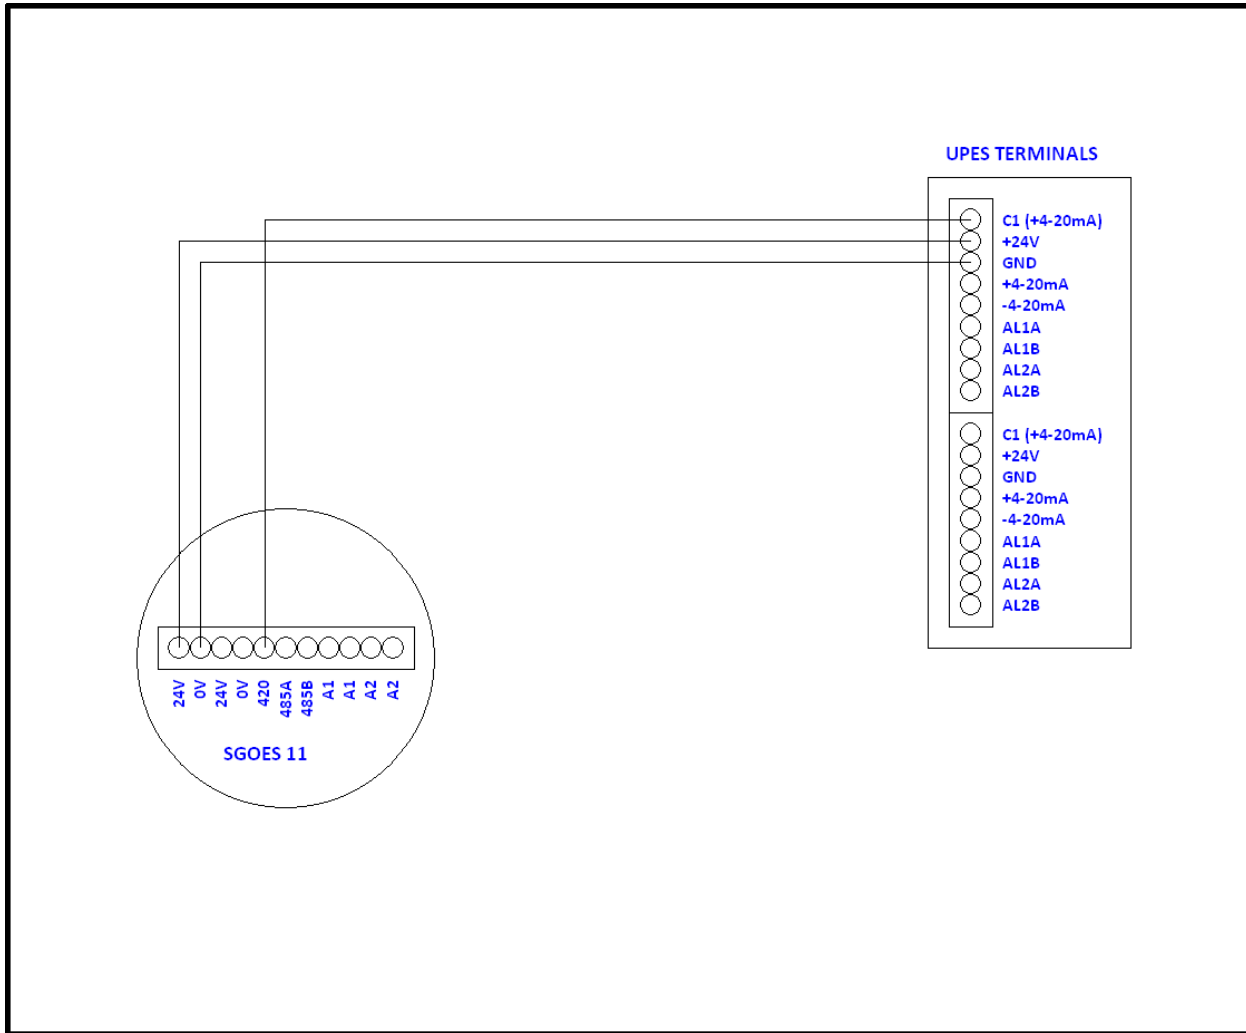 UPES TERMINALS
C1 (+4-20mA)
+24V
GND
+4-20mA
-4-20mA
AL1A
AL1B
AL2A
AL2B
C1 (+4-20mA)
+24V
GND
+4-20mA
-4-20mA
AL1A
AL1B
AL2A
AL2B
24V
0V
24V
0V
420
485A
485B
A1
A1
A2
A2
SGOES 11